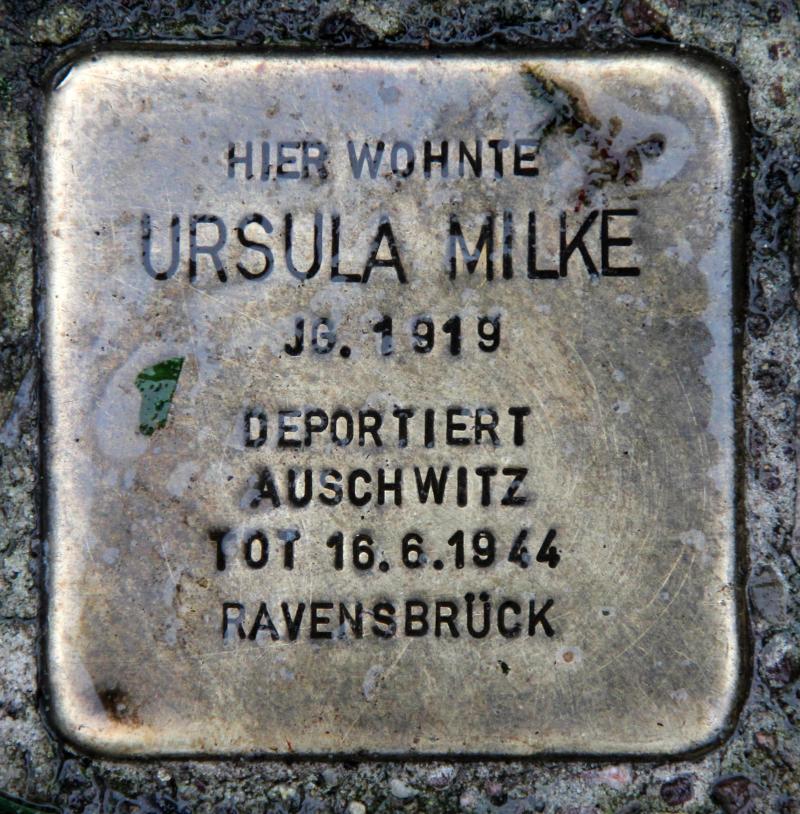 HIER WOHNTE
URSULA MILKE
JG. 1919
DEPORTIERT
AUSCHWITZ
TOT 16.6.1944
RAVENSBRÜCK